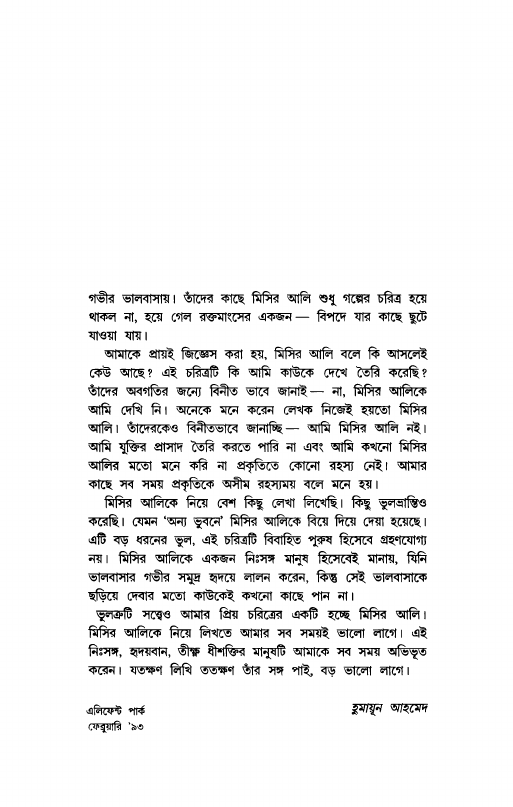 গভীর ভালবাসায়। তাঁদের কাছে মিসির আলি শুধু গল্পের চরিত্র হয়ে
থাকল না, হয়ে গেল রক্তমাংসের একজন — বিপদে যার কাছে ছুটে
যাওয়া যায়।
আমাকে প্রায়ই জিজ্ঞেস করা হয়, মিসির আলি বলে কি আসলেই
কেউ আছে? এই চরিত্রটি কি আমি কাউকে দেখে তৈরি করেছি?
তাঁদের অবগতির জন্যে বিনীত ভাবে জানাই — না, মিসির আলিকে
আমি দেখি নি। অনেকে মনে করেন লেখক নিজেই হয়তো মিসির
আলি। তাঁদেরকেও বিনীতভাবে জানাচ্ছি — আমি মিসির আলি নই।
আমি যুক্তির প্রাসাদ তৈরি করতে পারি না এবং আমি কখনো মিসির
আলির মতো মনে করি না প্রকৃতিতে কোনো রহস্য নেই। আমার
কাছে সব সময় প্রকৃতিকে অসীম রহস্যময় বলে মনে হয়।
মিসির আলিকে নিয়ে বেশ কিছু লেখা লিখেছি। কিছু ভুলভ্রান্তিও
করেছি। যেমন ‘অন্য ভুবনে’ মিসির আলিকে বিয়ে দিয়ে দেয়া হয়েছে।
এটি বড় ধরনের ভুল, এই চরিত্রটি বিবাহিত পুরুষ হিসেবে গ্রহণযোগ্য
নয়। মিসির আলিকে একজন নিঃসঙ্গ মানুষ হিসেবেই মানায়, যিনি
ভালবাসার গভীর সমুদ্র হৃদয়ে লালন করেন, কিন্তু সেই ভালবাসাকে
ছড়িয়ে দেবার মতো কাউকেই কখনো কাছে পান না।
ভুলত্রুটি সত্ত্বেও আমার প্রিয় চরিত্রের একটি হচ্ছে মিসির আলি।
মিসির আলিকে নিয়ে লিখতে আমার সব সময়ই ভালো লাগে। এই
নিঃসঙ্গ, হৃদয়বান, তীক্ষ্ণ ধীশক্তির মানুষটি আমাকে সব সময় অভিভূত
করেন। যতক্ষণ লিখি ততক্ষণ তাঁর সঙ্গ পাই, বড় ভালো লাগে।
হুমায়ূন আহমেদ
এলিফেন্ট পার্ক
ফেব্রুয়ারি '৯৩